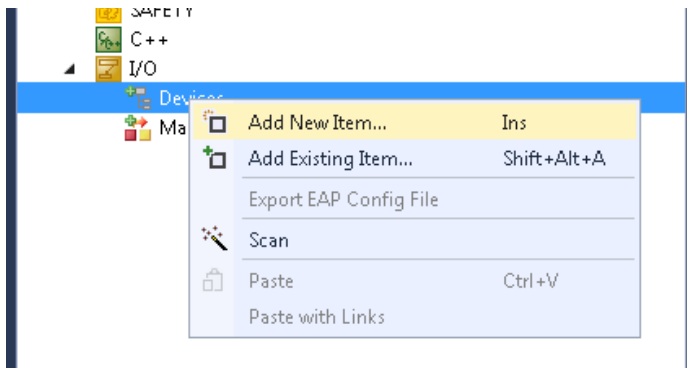 SAFETY
C++
I/O
Devices
Ma
Add New Item... Ins
Add Existing Item... Shift+Alt+A
Export EAP Config File
Scan
Paste Ctrl+V
Paste with Links